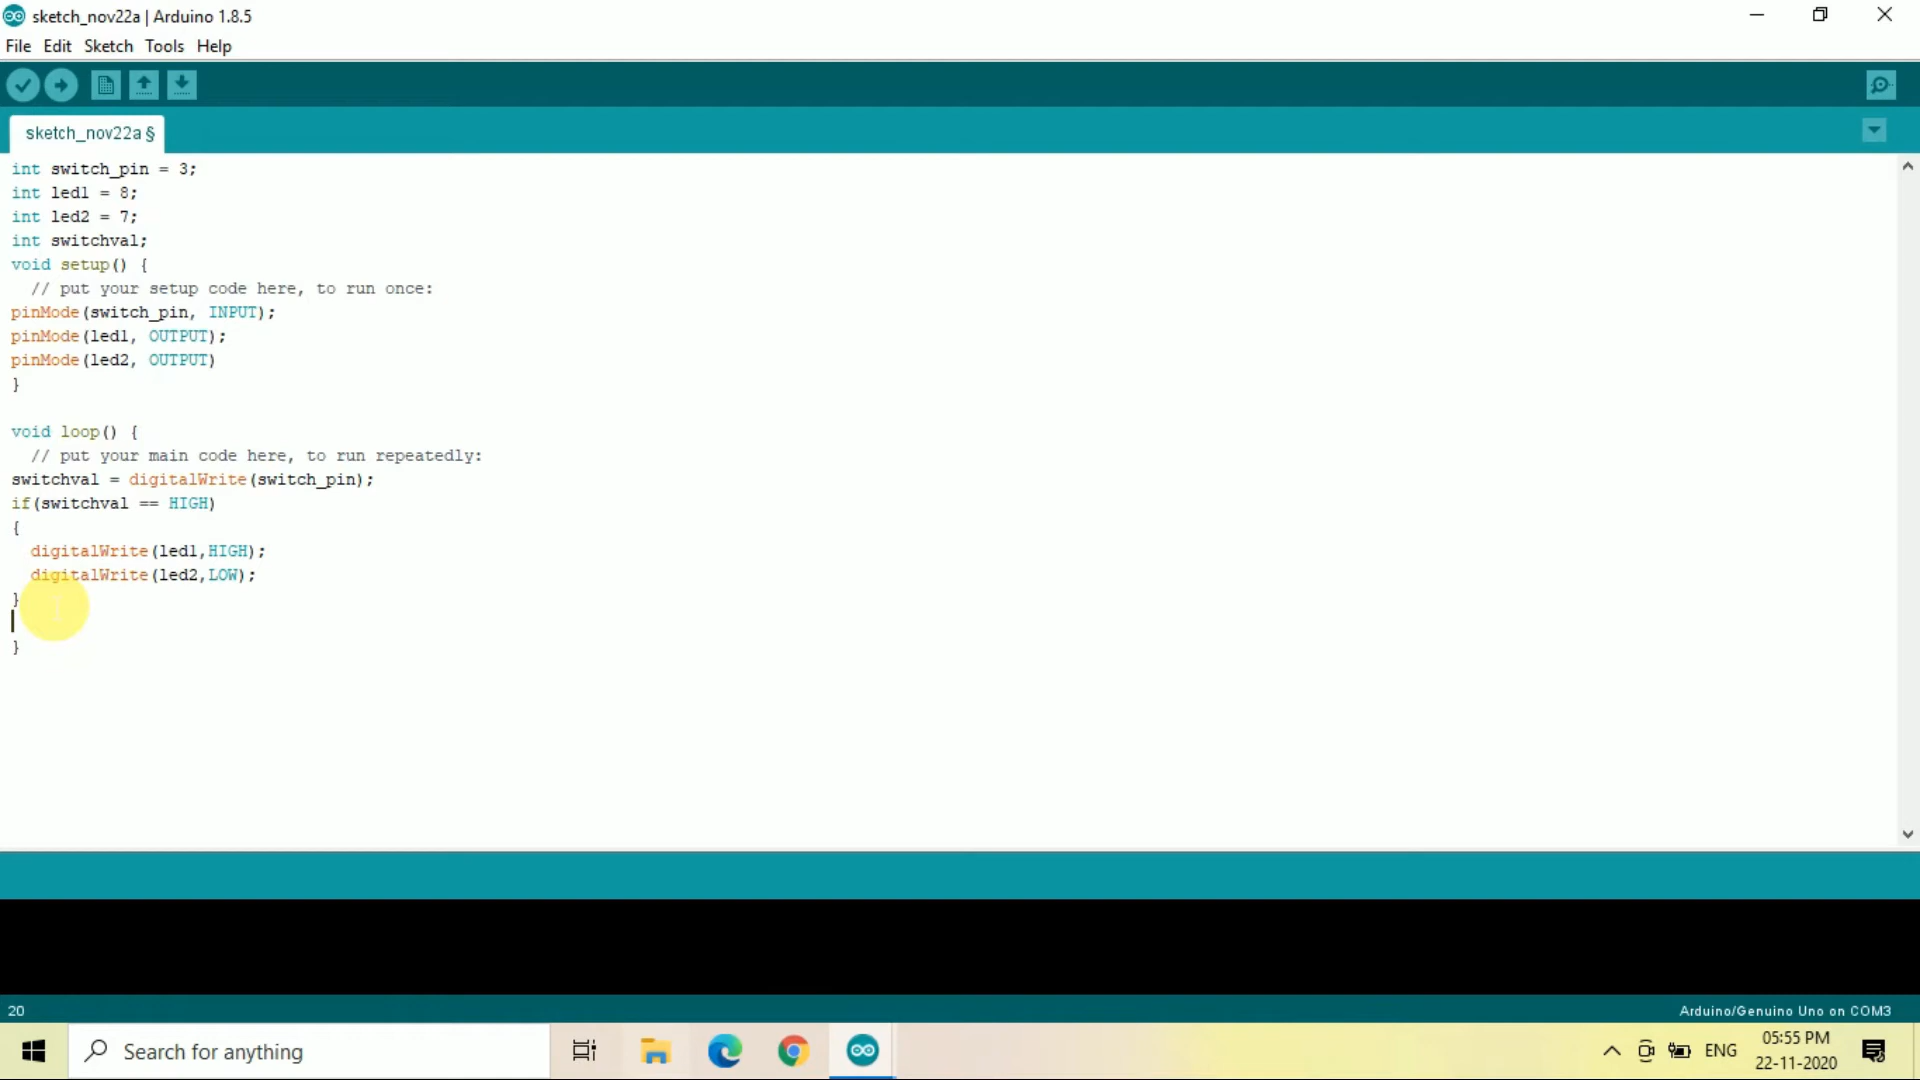 sketch_nov22a | Arduino 1.8.5
File Edit Sketch Tools Help
sketch_nov22a §
int switch_pin = 3;
int led1 = 8;
int led2 = 7;
int switchval;
void setup() {
  // put your setup code here, to run once:
pinMode(switch_pin, INPUT);
pinMode(led1, OUTPUT);
pinMode(led2, OUTPUT)
}
void loop() {
  // put your main code here, to run repeatedly:
switchval = digitalWrite(switch_pin);
if(switchval == HIGH)
{
  digitalWrite(led1,HIGH);
  digitalWrite(led2,LOW);
}
}
20
Arduino/Genuino Uno on COM3
Search for anything
ENG
05:55 PM
22-11-2020